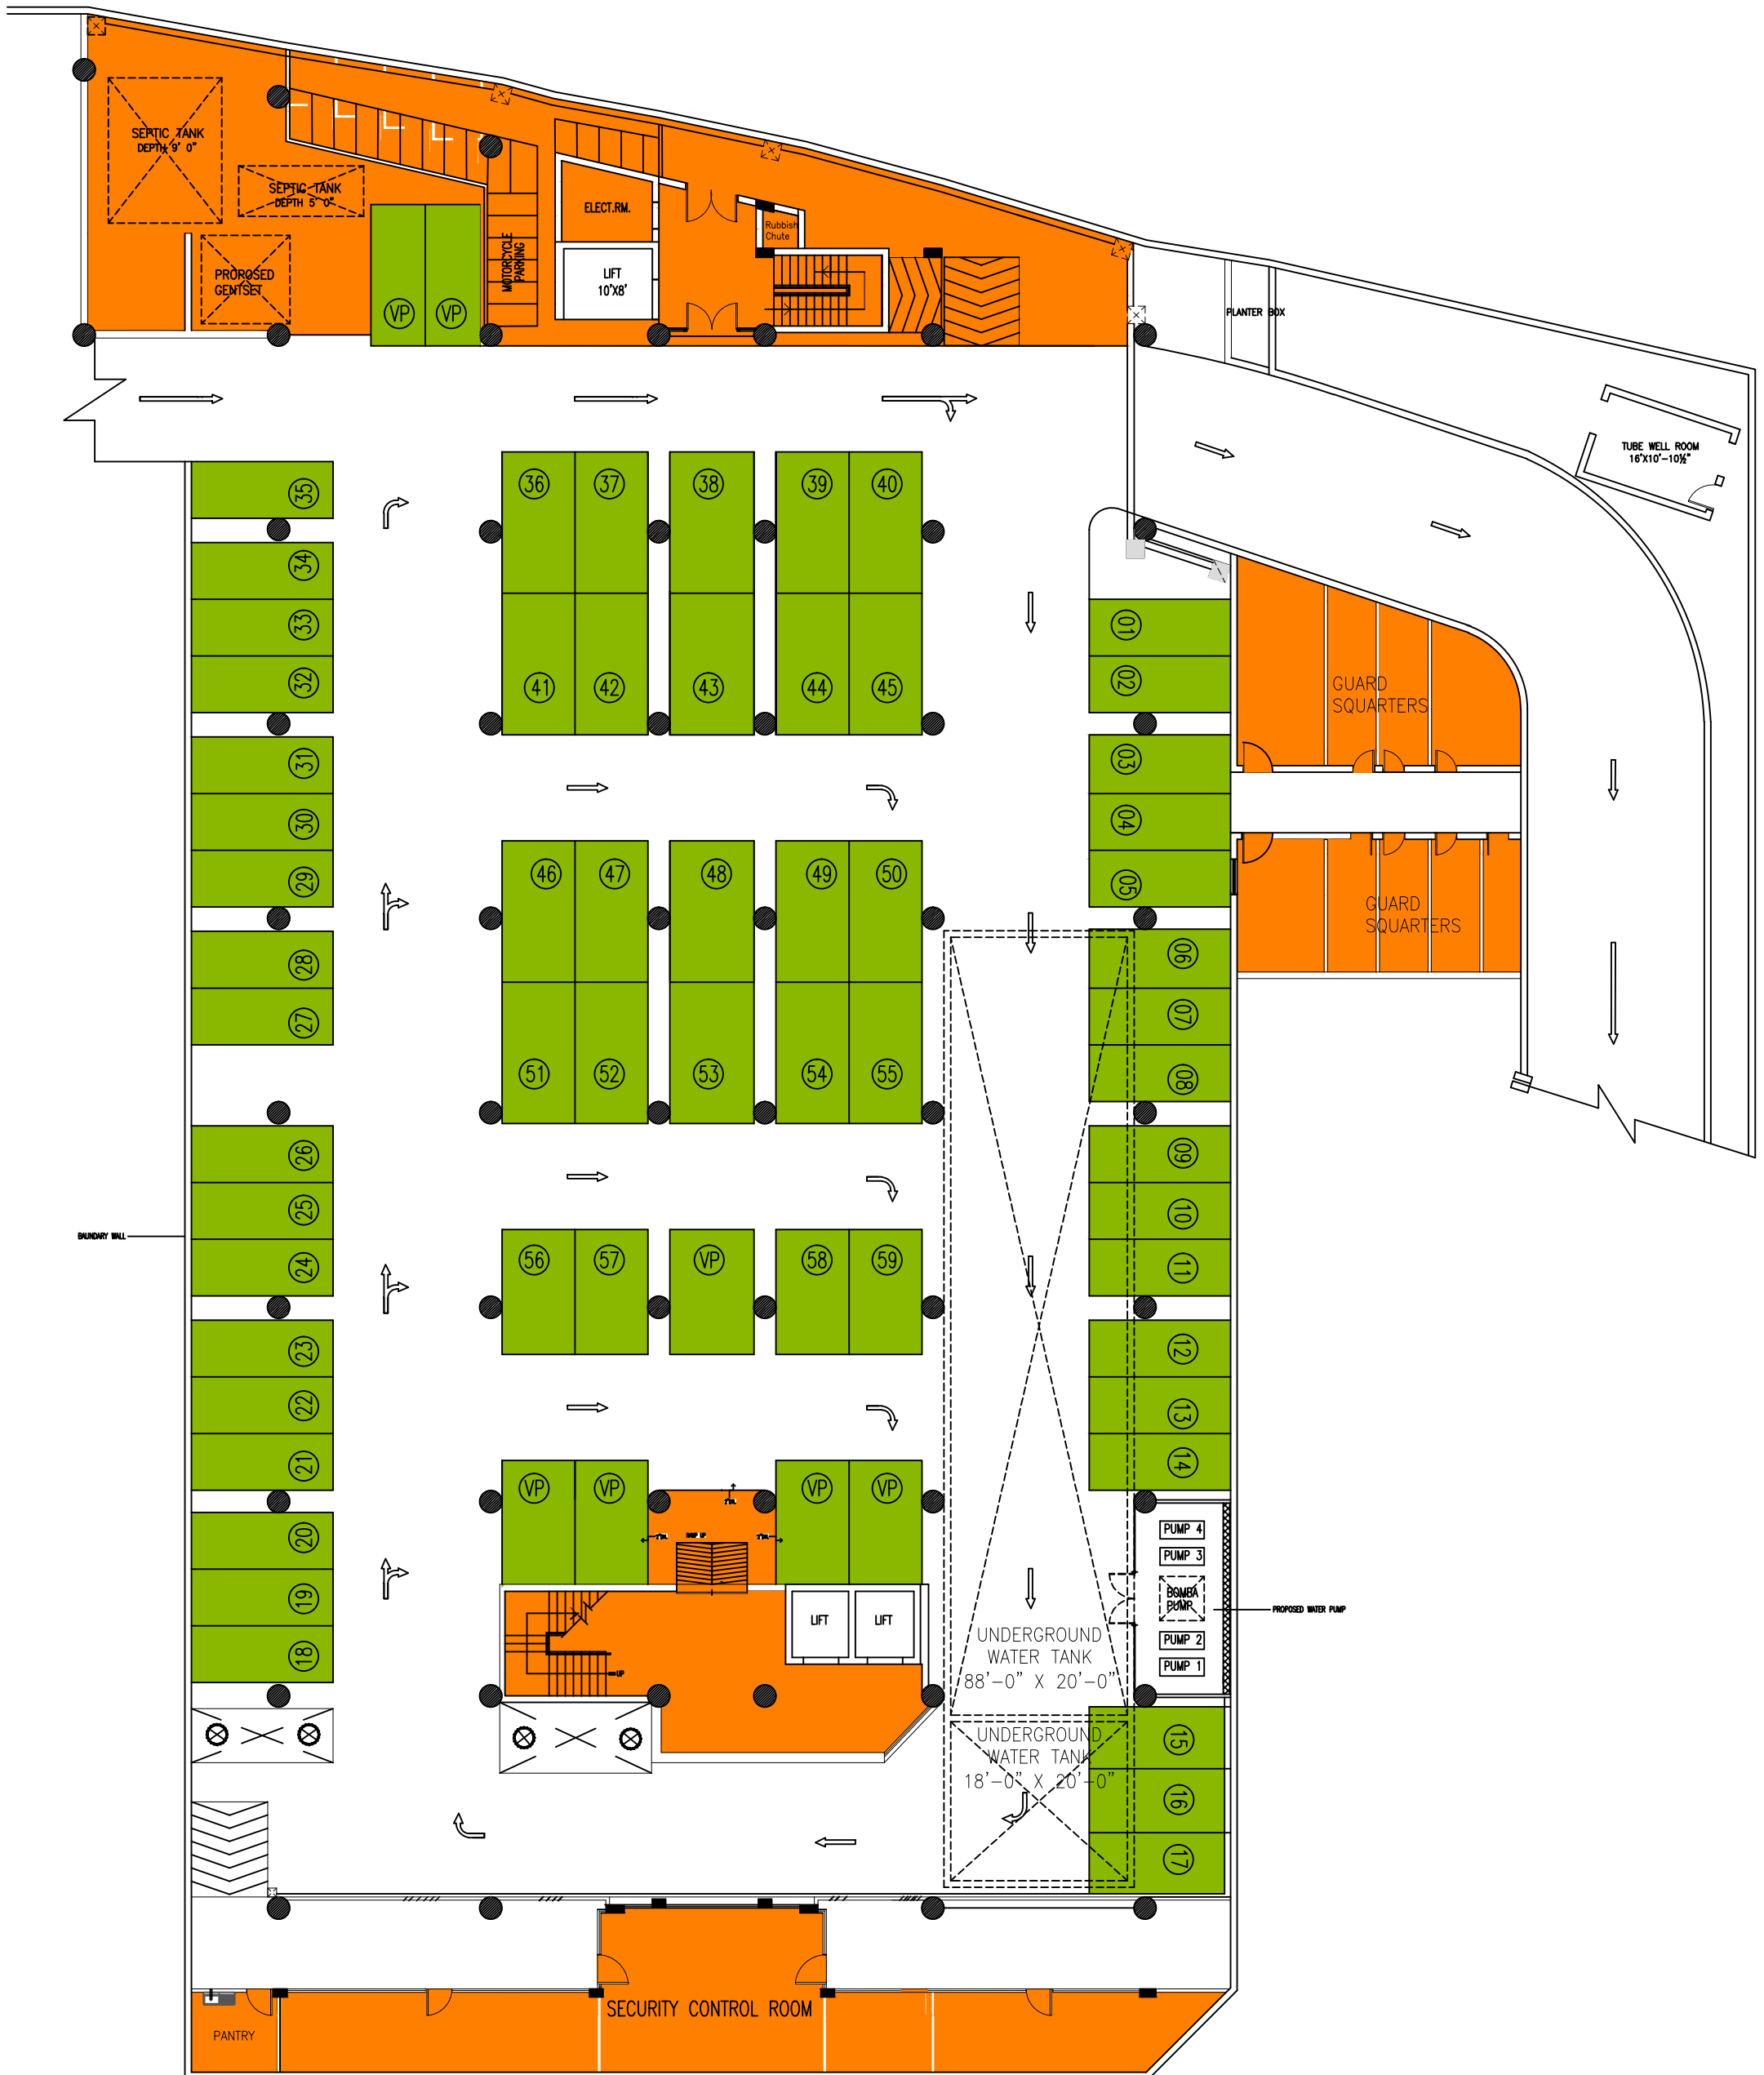 SEPTIC TANK
DEPTH 9' 0"
SEPTIC TANK
DEPTH 5' 0"
PROROSED
GENTSET
VP
VP
MOTORCYCLE
PARKING
ELECT.RM.
LIFT
10'X8'
Rubbish
Chute
PLANTER BOX
TUBE WELL ROOM
16'X10'-10½"
35
34
33
32
31
30
29
28
27
26
25
24
23
22
21
20
19
18
36
37
38
39
40
41
42
43
44
45
46
47
48
49
50
51
52
53
54
55
56
57
VP
58
59
VP
VP
VP
VP
01
02
03
04
05
06
07
08
09
10
11
12
13
14
15
16
17
GUARD
SQUARTERS
GUARD
SQUARTERS
BAUNDARY WALL
RAMP UP
UP
LIFT
LIFT
PUMP 4
PUMP 3
BOMBA
PUMP
PUMP 2
PUMP 1
PROPOSED WATER PUMP
UNDERGROUND
WATER TANK
88'-0" X 20'-0"
UNDERGROUND
WATER TANK
18'-0" X 20'-0"
SECURITY CONTROL ROOM
PANTRY